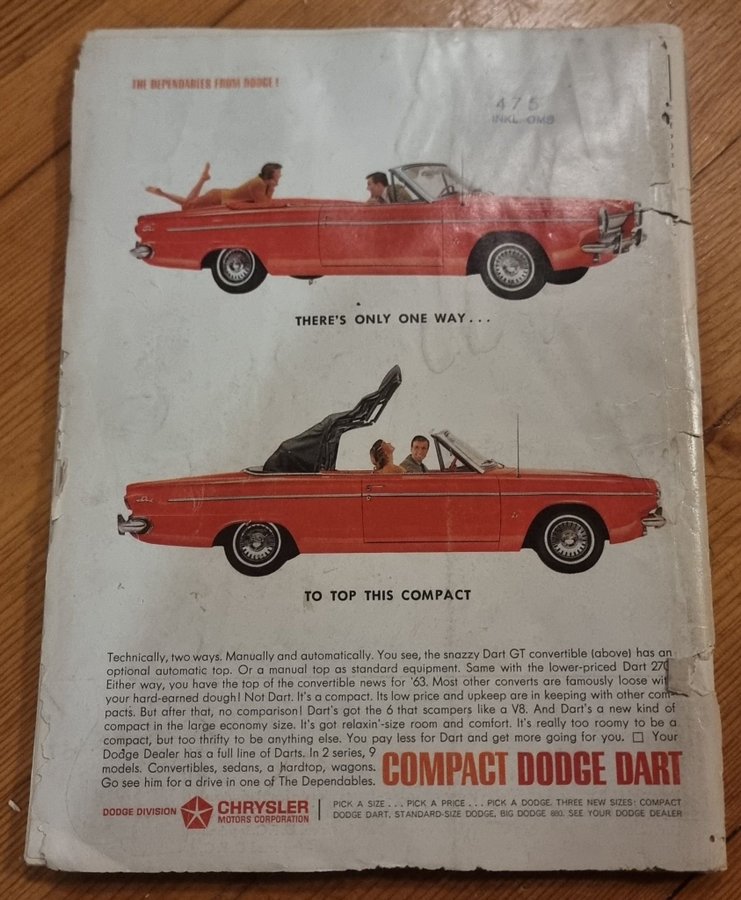 THE DEPENDABLES FROM DODGE!
475
INKL. OMS
THERE'S ONLY ONE WAY...
TO TOP THIS COMPACT
Technically, two ways. Manually and automatically. You see, the snazzy Dart GT convertible (above) has an
optional automatic top. Or a manual top as standard equipment. Same with the lower-priced Dart 270
Either way, you have the top of the convertible news for '63. Most other converts are famously loose with
your hard-earned dough! Not Dart. It's a compact. Its low price and upkeep are in keeping with other com-
pacts. But after that, no comparison! Dart's got the 6 that scampers like a V8. And Dart's a new kind of
compact in the large economy size. It's got relaxin'-size room and comfort. It's really too roomy to be a
compact, but too thrifty to be anything else. You pay less for Dart and get more going for you. ☐ Your
Dodge Dealer has a full line of Darts. In 2 series, 9
models. Convertibles, sedans, a hardtop, wagons.
Go see him for a drive in one of The Dependables.
COMPACT DODGE DART
DODGE DIVISION CHRYSLER
MOTORS CORPORATION
PICK A SIZE... PICK A PRICE... PICK A DODGE. THREE NEW SIZES: COMPACT
DODGE DART, STANDARD-SIZE DODGE, BIG DODGE 880. SEE YOUR DODGE DEALER